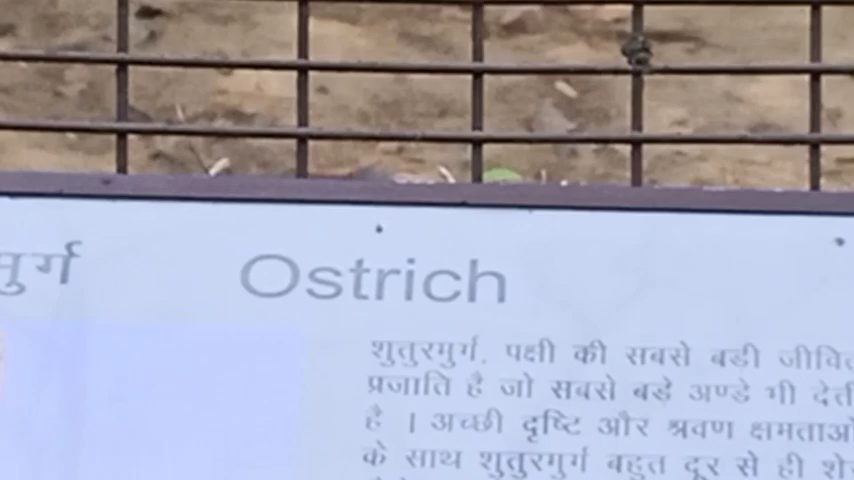 मुर्ग Ostrich
शुतुरमुर्ग, पक्षी की सबसे बडी
प्रजाति है जो सबसे बडे अण्डे भी
है । अच्छी दृष्टि और श्रवण
के साथ शुतुरमुर्ग बहुत दूर से ही